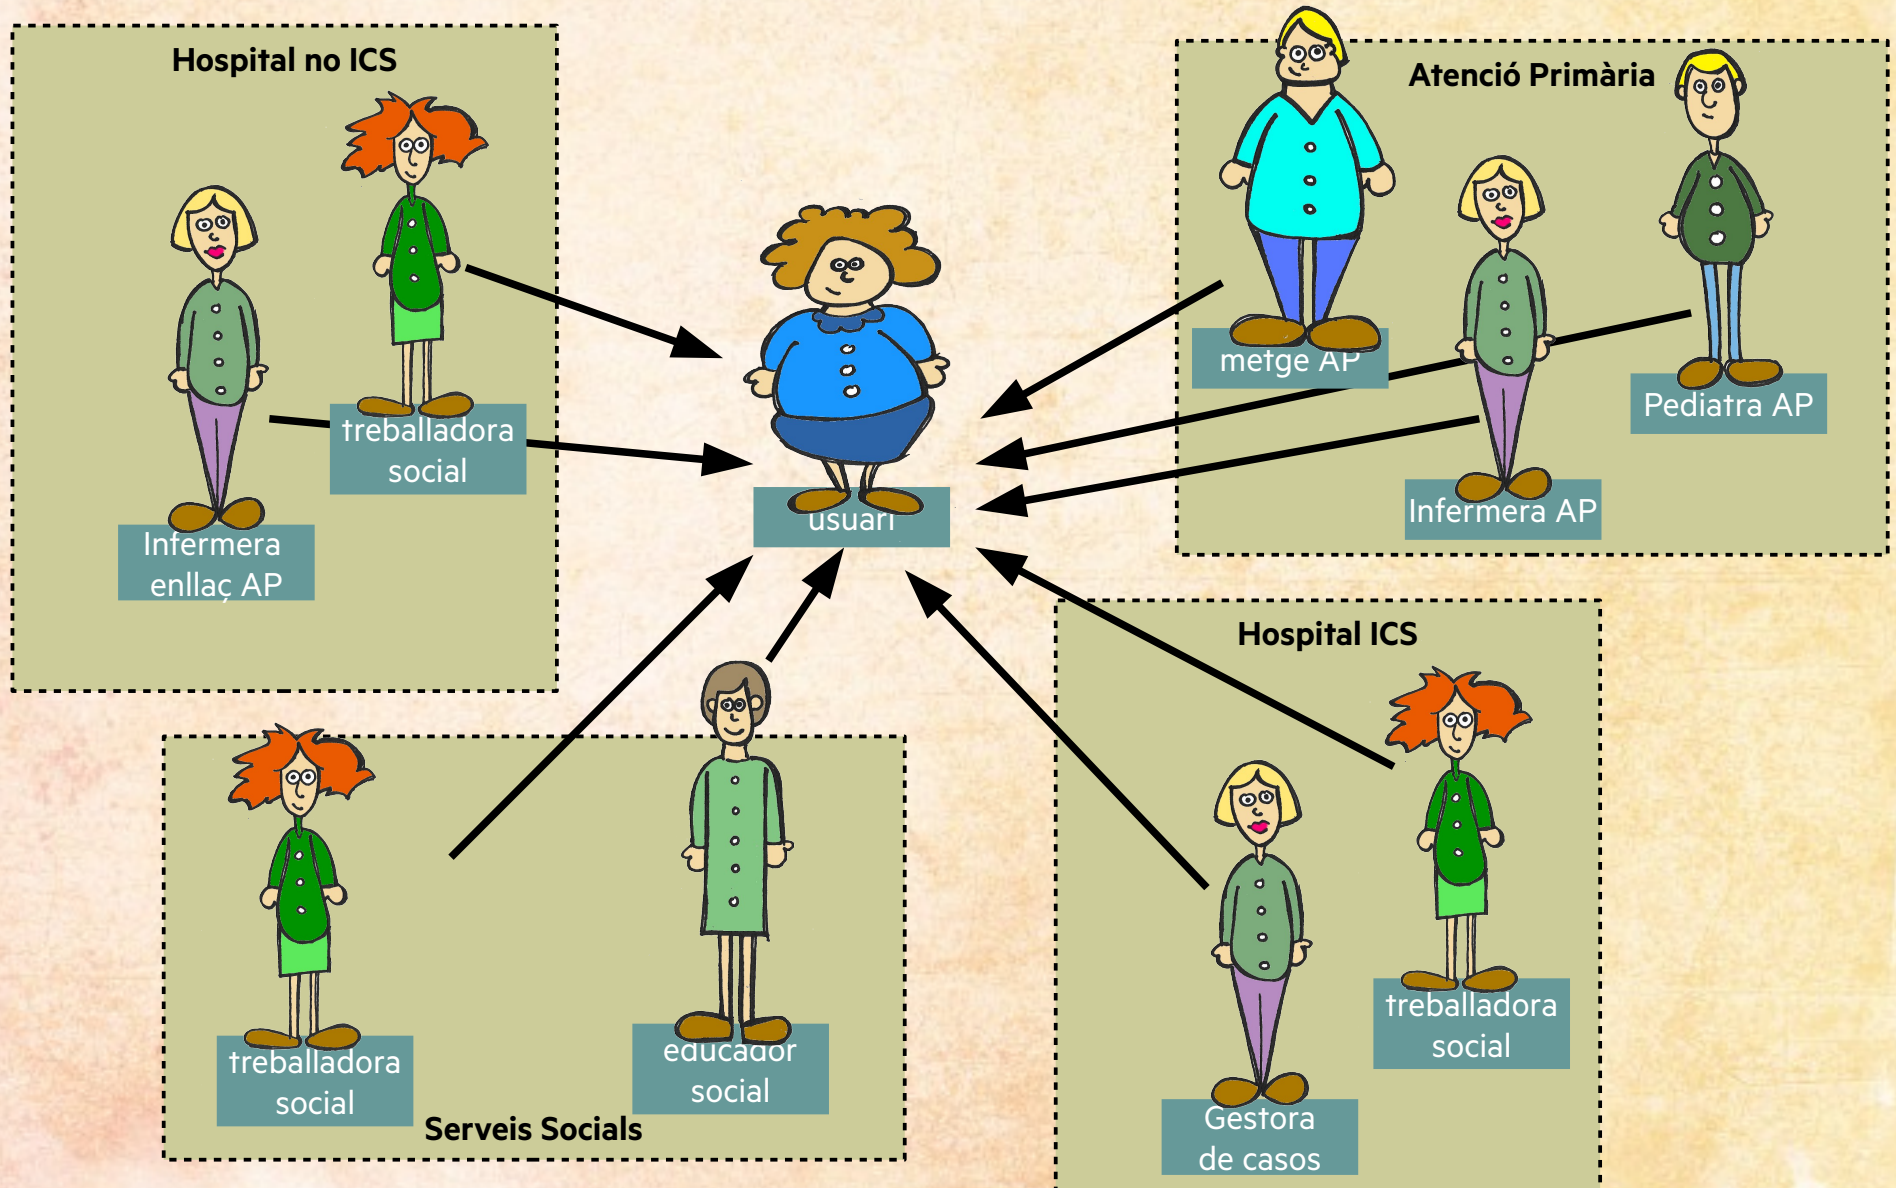 Hospital no ICS
treballadora
social
Infermera
enllaç AP
Atenció Primària
metge AP
Pediatra AP
Infermera AP
usuari
Serveis Socials
treballadora
social
educador
social
Hospital ICS
treballadora
social
Gestora
de casos